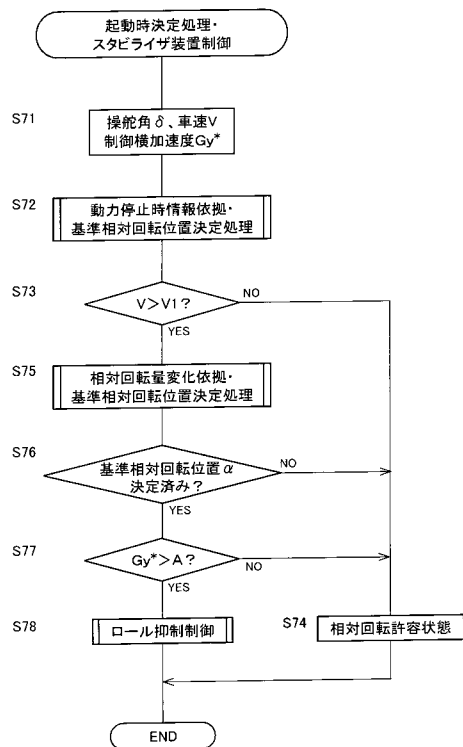 起動時決定処理・
スタビライザ装置制御
S71
操舵角δ、車速V
制御横加速度Gy*
S72
動力停止時情報依拠・
基準相対回転位置決定処理
S73
V>V1?
NO
YES
S75
相対回転量変化依拠・
基準相対回転位置決定処理
S76
基準相対回転位置α
決定済み?
NO
YES
S77
Gy*>A?
NO
YES
S78
ロール抑制制御
S74
相対回転許容状態
END